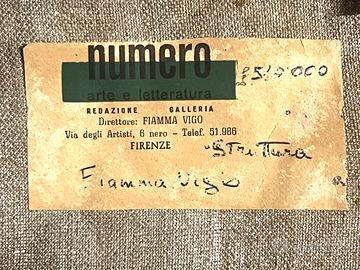 numero
£510'000
arte e letteratura
REDAZIONE GALLERIA
Direttore: FIAMMA VIGO
Via degli Artisti, 6 nero - Telef. 51.986
FIRENZE
"Struttura
Fiamma Vigo